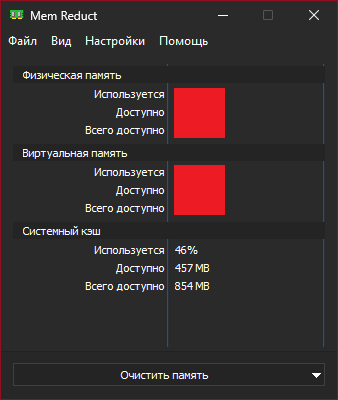 Mem Reduct
Файл Вид Настройки Помощь
Физическая память
Используется
Доступно
Всего доступно
Виртуальная память
Используется
Доступно
Всего доступно
Системный кэш
Используется 46%
Доступно 457 MB
Всего доступно 854 MB
Очистить память